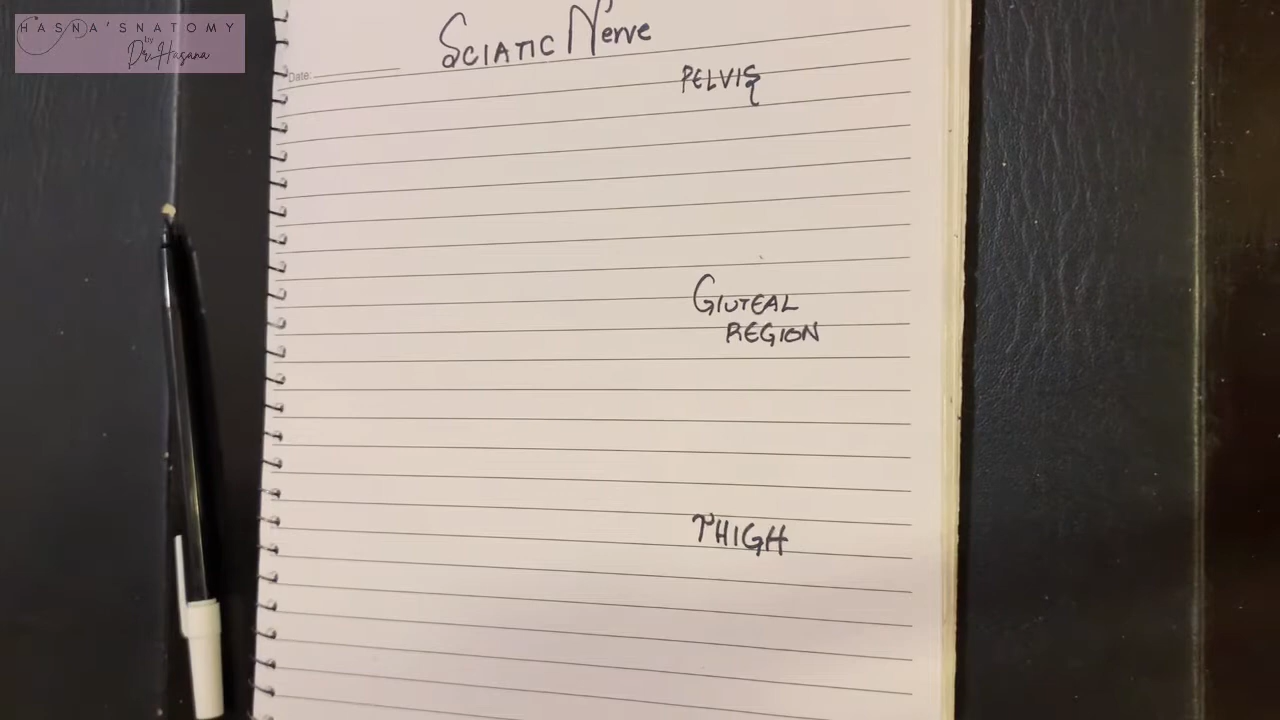 HASNA'SNATOMY
by
Dr.Hasana
SCIATIC Nerve
Date:
PELVIS
GLUTEAL
REGION
THIGH